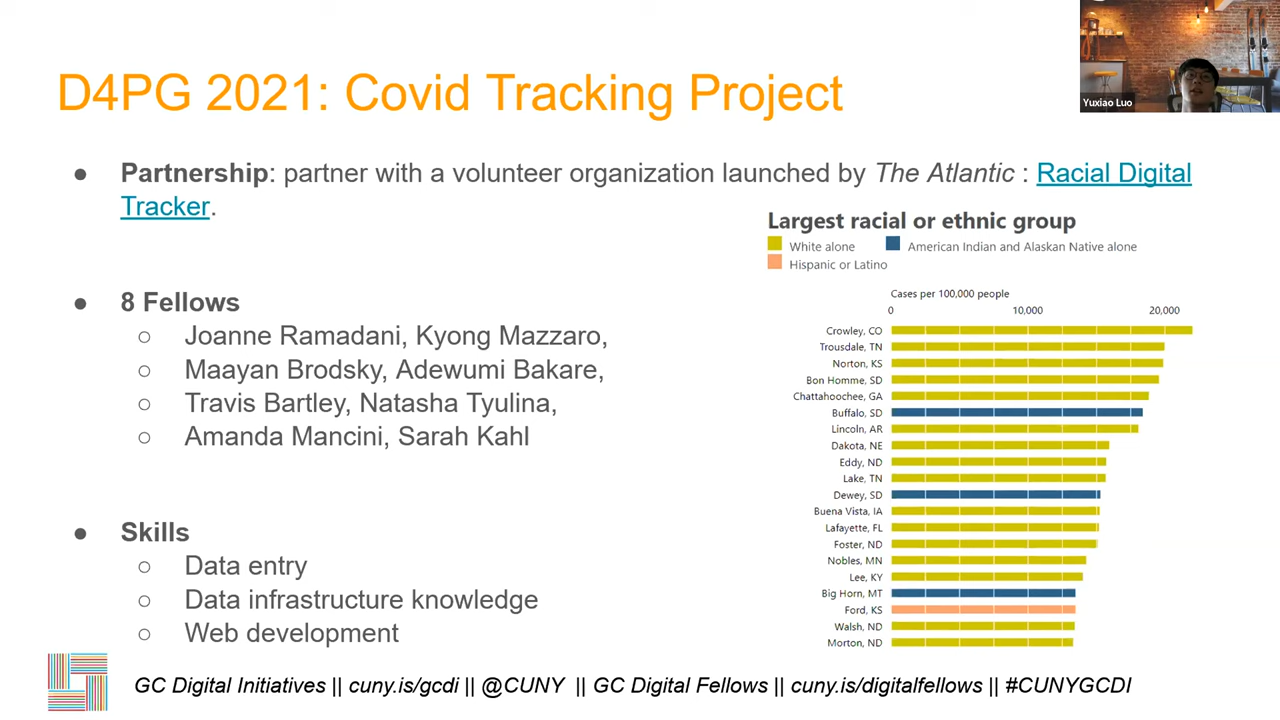 D4PG 2021: Covid Tracking Project
Yuxiao Luo
● Partnership: partner with a volunteer organization launched by The Atlantic : Racial Digital
Tracker.
● 8 Fellows
○ Joanne Ramadani, Kyong Mazzaro,
○ Maayan Brodsky, Adewumi Bakare,
○ Travis Bartley, Natasha Tyulina,
○ Amanda Mancini, Sarah Kahl
● Skills
○ Data entry
○ Data infrastructure knowledge
○ Web development
Largest racial or ethnic group
White alone American Indian and Alaskan Native alone
Hispanic or Latino
Cases per 100,000 people
0 10,000 20,000
Crowley, CO
Trousdale, TN
Norton, KS
Bon Homme, SD
Chattahoochee, GA
Buffalo, SD
Lincoln, AR
Dakota, NE
Eddy, ND
Lake, TN
Dewey, SD
Buena Vista, IA
Lafayette, FL
Foster, ND
Nobles, MN
Lee, KY
Big Horn, MT
Ford, KS
Walsh, ND
Morton, ND
GC Digital Initiatives || cuny.is/gcdi || @CUNY || GC Digital Fellows || cuny.is/digitalfellows || #CUNYGCDI